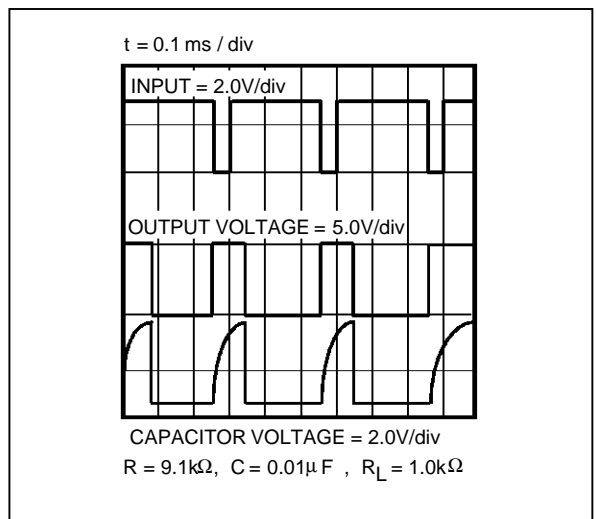 t = 0.1 ms / div
INPUT = 2.0V/div
OUTPUT VOLTAGE = 5.0V/div
CAPACITOR VOLTAGE = 2.0V/div
R = 9.1kΩ, C = 0.01μF , RL = 1.0kΩ